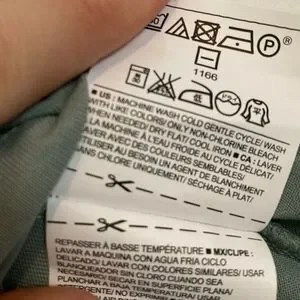 P
1166
低
■ US: MACHINE WASH COLD GENTLE CYCLE/ WASH
WITH LIKE COLORS/ ONLY NON-CHLORINE BLEACH
WHEN NEEDED/ DRY FLAT/ COOL IRON ■ CA: LAVER
À LA MACHINE À L'EAU FROIDE CYCLE DÉLICAT/
LAVER AVEC DES COULEURS SEMBLABLES/
UTILISER AU BESOIN UN AGENT DE BLANCHIMENT
SANS CHLORE UNIQUEMENT/ SÉCHAGE À PLAT/
REPASSER À BASSE TEMPÉRATURE ■ MX/CL/PE:
LAVAR A MAQUINA CON AGUA FRIA CICLO
DELICADO/ LAVAR CON COLORES SIMILARES/ USAR
BLANQUEADOR SIN CLORO CUANDO SEA